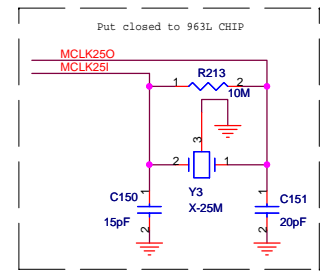 Put closed to 963L CHIP
MCLK25O
MCLK25I
R213
1 2
10M
3
2 1
Y3
X-25M
C150
1
15pF
2
C151
1
20pF
2